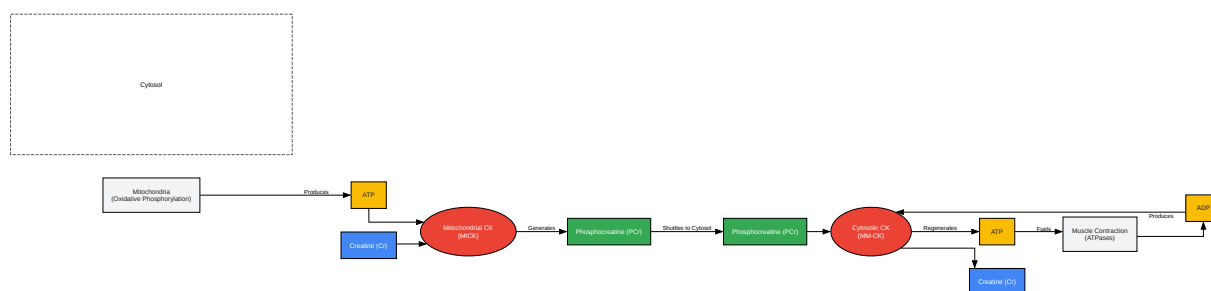 Cytosol
Mitochondria
(Oxidative Phosphorylation)
Produces
ATP
Creatine (Cr)
Mitochondrial CK
(MtCK)
Generates
Phosphocreatine (PCr)
Shuttles to Cytosol
Phosphocreatine (PCr)
Cytosolic CK
(MM-CK)
Regenerates
ATP
Creatine (Cr)
Fuels
Muscle Contraction
(ATPases)
Produces
ADP